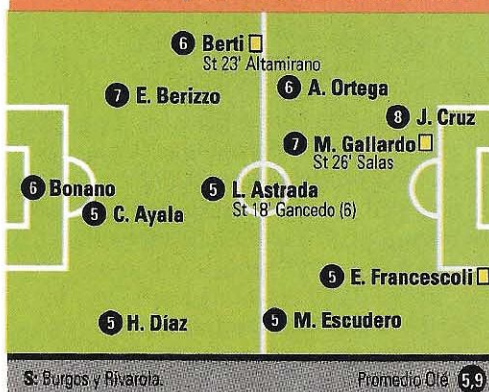 6 Berti
St 23' Altamirano
7 E. Berizzo
6 A. Ortega
8 J. Cruz
7 M. Gallardo
St 26' Salas
6 Bonano
5 L. Astrada
St 18' Gancedo (6)
5 C. Ayala
5 E. Francescoli
5 H. Díaz
5 M. Escudero
S: Burgos y Rivarola.
Promedio Olé 5,9